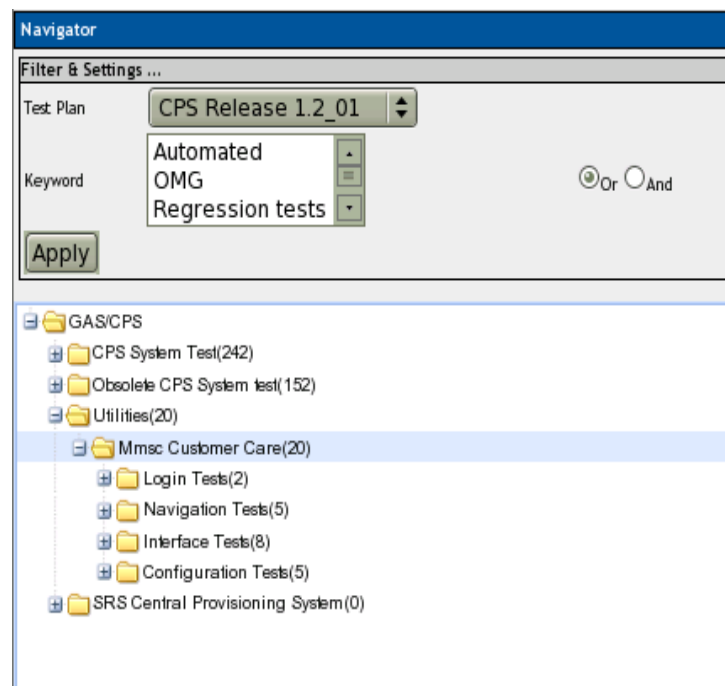 Navigator
Filter & Settings ...
Test Plan CPS Release 1.2_01
Automated
Keyword OMG Or And
Regression tests
Apply
GAS/CPS
CPS System Test(242)
Obsolete CPS System test(152)
Utilities(20)
Mmsc Customer Care(20)
Login Tests(2)
Navigation Tests(5)
Interface Tests(8)
Configuration Tests(5)
SRS Central Provisioning System(0)